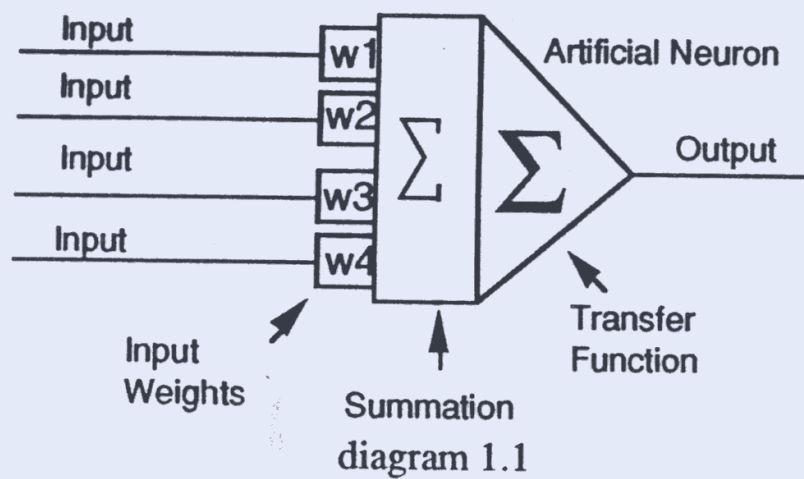 Input
w1
Artificial Neuron
Input
w2
Σ
Σ
Output
Input
w3
Input
w4
Transfer
Function
Input
Weights
Summation
diagram 1.1